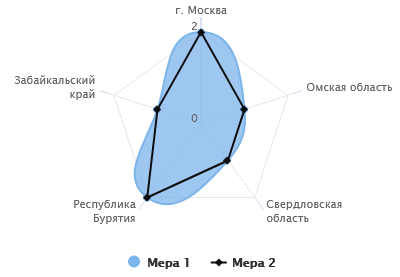 г. Москва
2
Забайкальский
край
Омская область
0
Республика
Бурятия
Свердловская
область
Мера 1
Мера 2